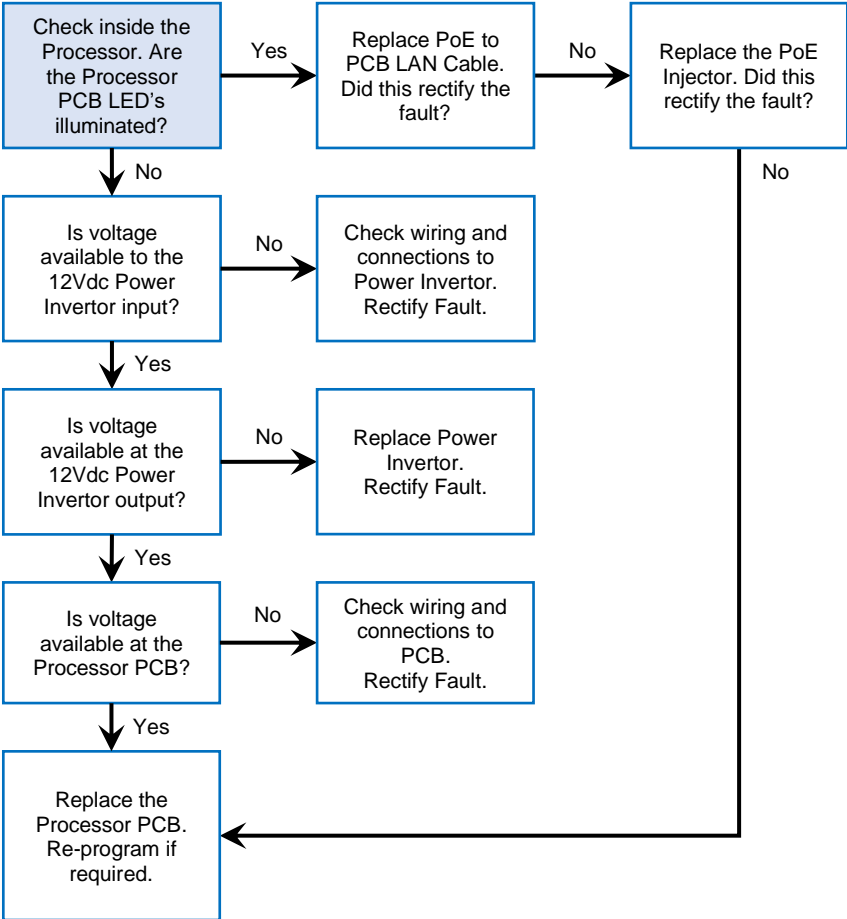 Check inside the
Processor. Are
the Processor
PCB LED's
illuminated?
Yes
Replace PoE to
PCB LAN Cable.
Did this rectify the
fault?
No
Replace the PoE
Injector. Did this
rectify the fault?
No
No
Is voltage
available to the
12Vdc Power
Invertor input?
No
Check wiring and
connections to
Power Invertor.
Rectify Fault.
Yes
Is voltage
available at the
12Vdc Power
Invertor output?
No
Replace Power
Invertor.
Rectify Fault.
Yes
Is voltage
available at the
Processor PCB?
No
Check wiring and
connections to
PCB.
Rectify Fault.
Yes
Replace the
Processor PCB.
Re-program if
required.